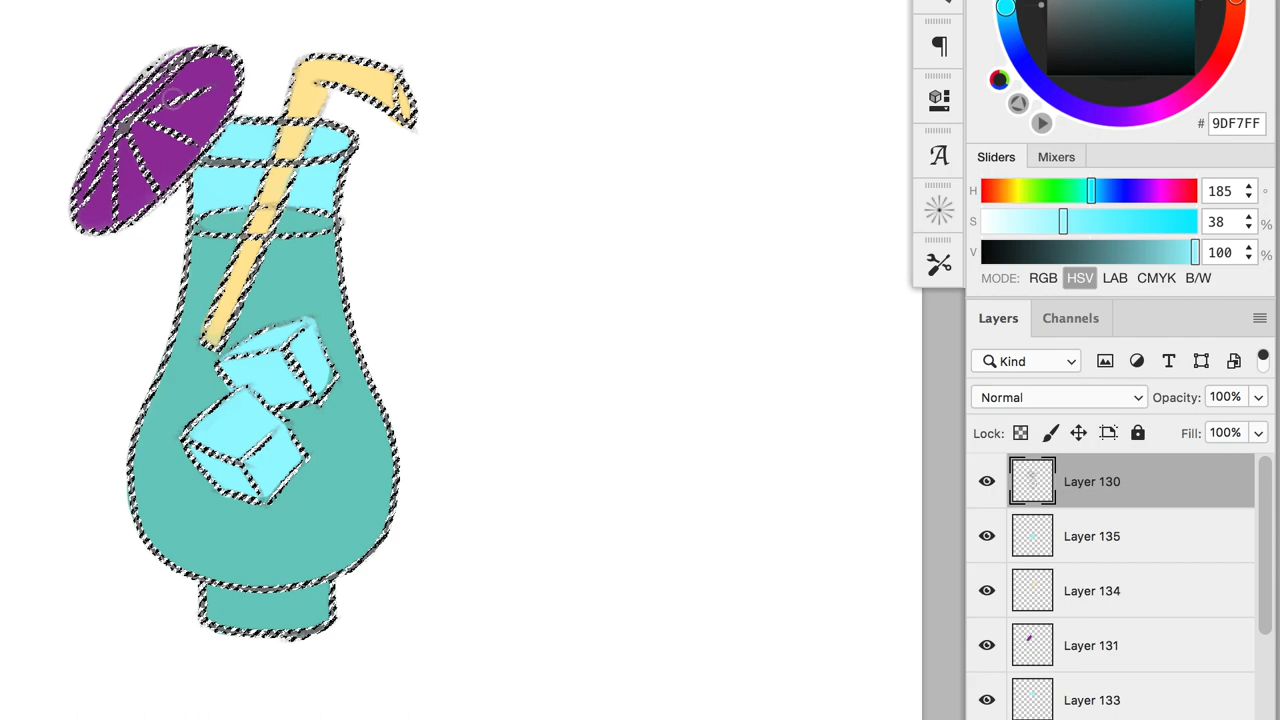 # 9DF7FF
Sliders Mixers
H 185 °
S 38 %
V 100 %
MODE: RGB HSV LAB CMYK B/W
Layers Channels
Kind T
Normal Opacity: 100%
Lock: Fill: 100%
Layer 130
Layer 135
Layer 134
Layer 131
Layer 133